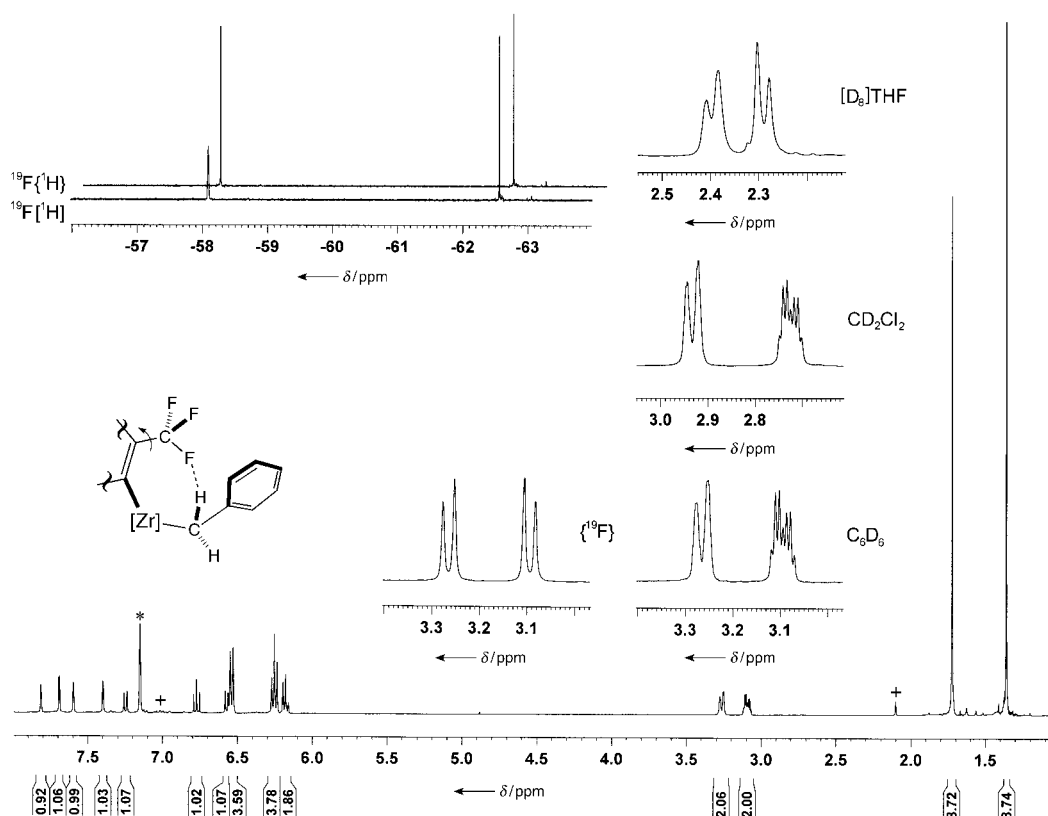 ¹⁹F{¹H}
¹⁹F[¹H]
-57 -58 -59 -60 -61 -62 -63
δ/ppm
[D₈]THF
2.5 2.4 2.3
δ/ppm
CD₂Cl₂
3.0 2.9 2.8
δ/ppm
F
F
C
F
H
[Zr]
C
H
{¹⁹F}
3.3 3.2 3.1
δ/ppm
C₆D₆
3.3 3.2 3.1
δ/ppm
*
+
+
7.5 7.0 6.5 6.0 5.5 5.0 4.5 4.0 3.5 3.0 2.5 2.0 1.5
δ/ppm
0.92 1.06 0.99 1.03 1.07 1.02 1.07 3.59 3.78 1.86 2.06 2.00 8.72 8.74